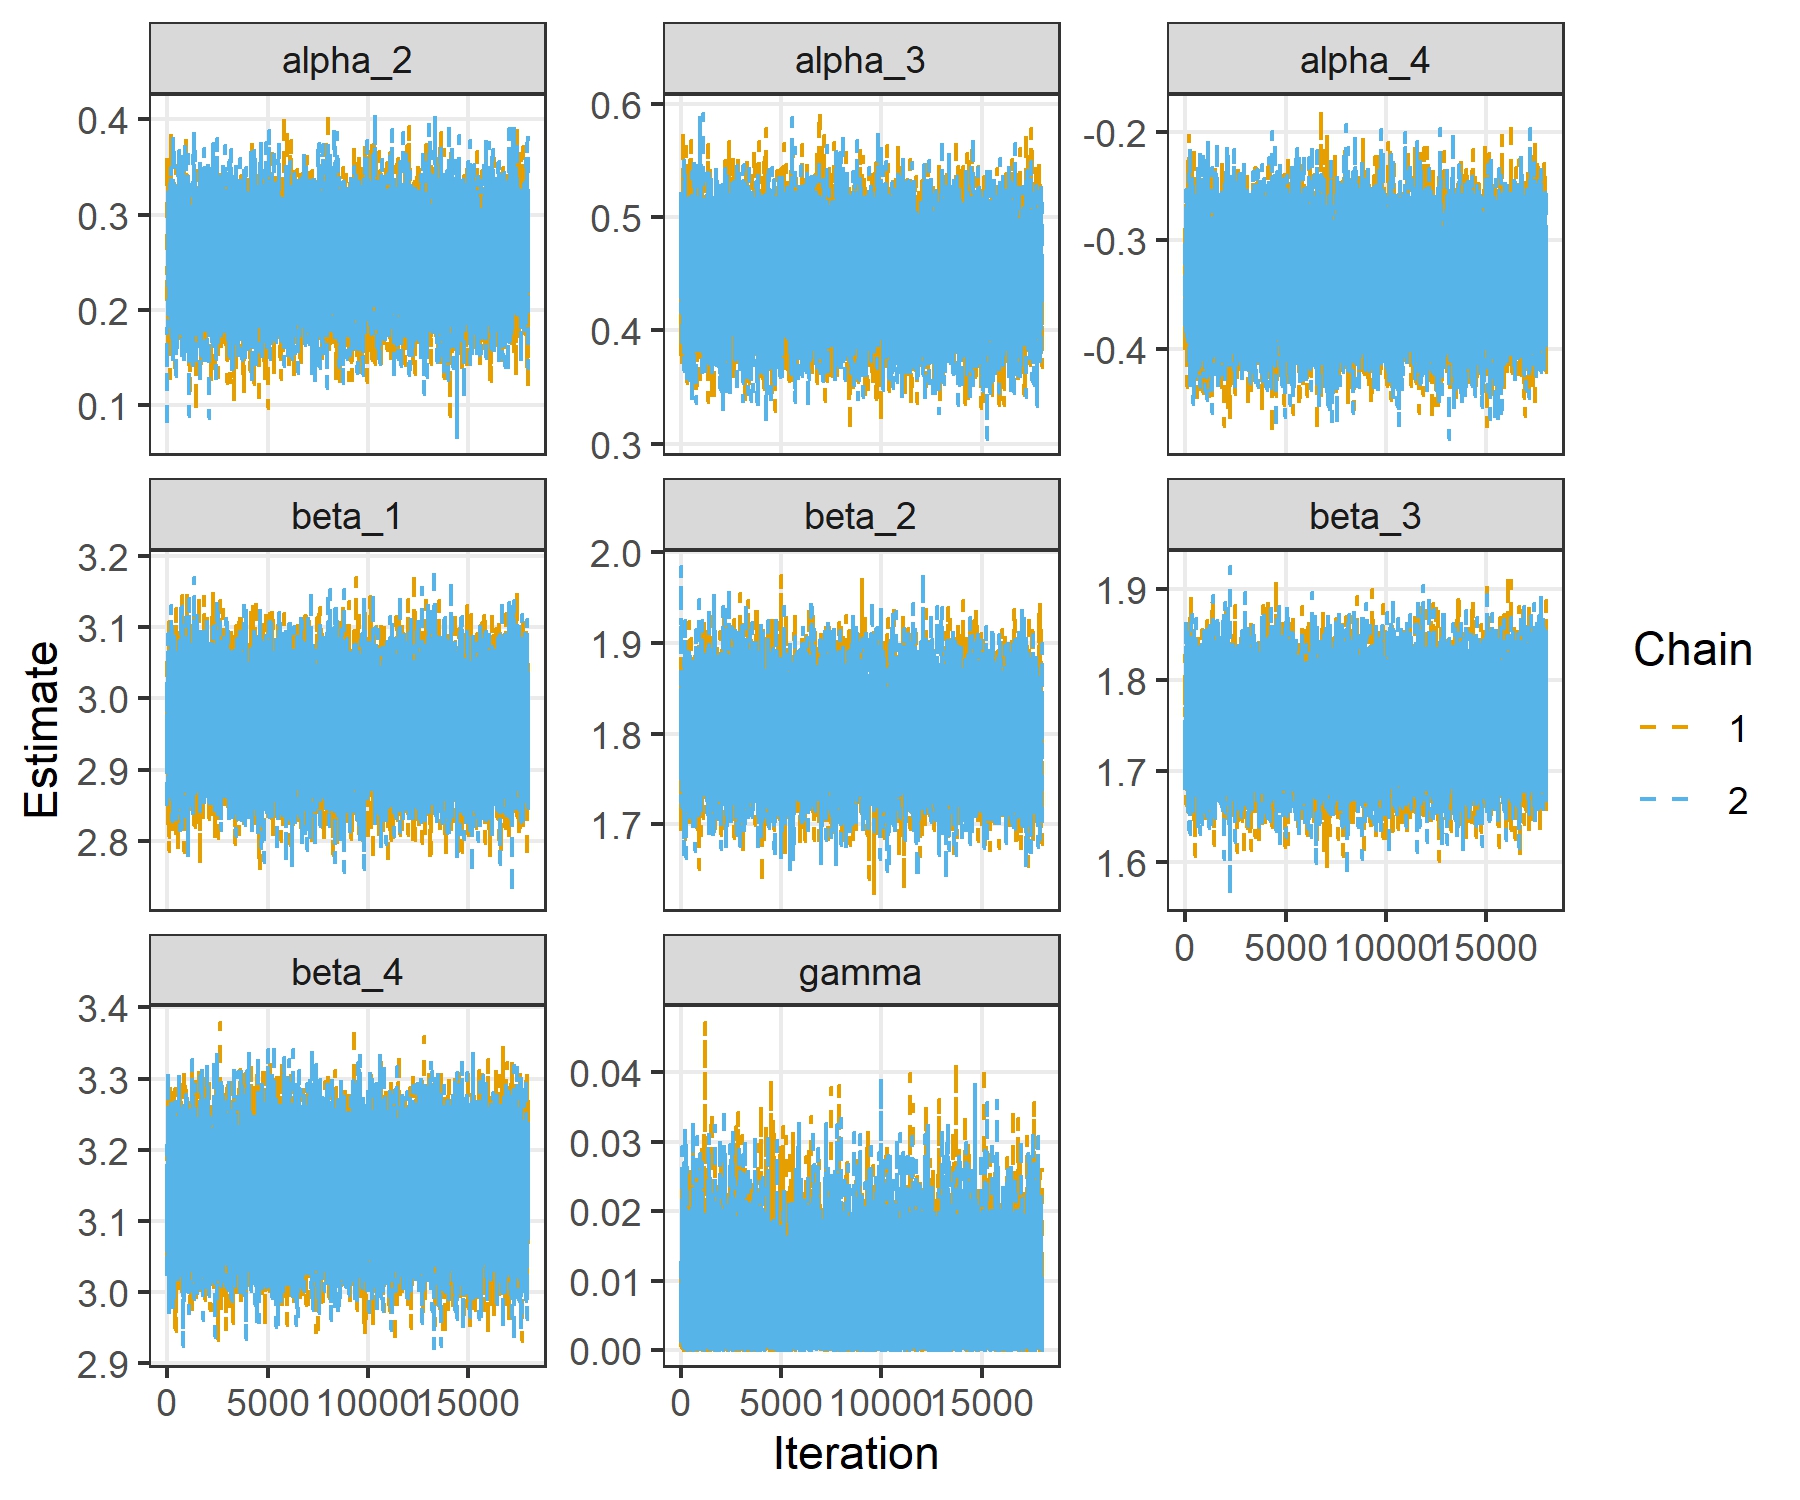 alpha_2 alpha_3 alpha_4
0.4 0.3 0.2 0.1
0.6 0.5 0.4 0.3
-0.2 -0.3 -0.4
beta_1 beta_2 beta_3
3.2 3.1 3.0 2.9 2.8
2.0 1.9 1.8 1.7
1.9 1.8 1.7 1.6
0 5000 10000 15000
Estimate
Chain
1
2
beta_4 gamma
3.4 3.3 3.2 3.1 3.0 2.9
0.04 0.03 0.02 0.01 0.00
0 5000 10000 15000 0 5000 10000 15000
Iteration